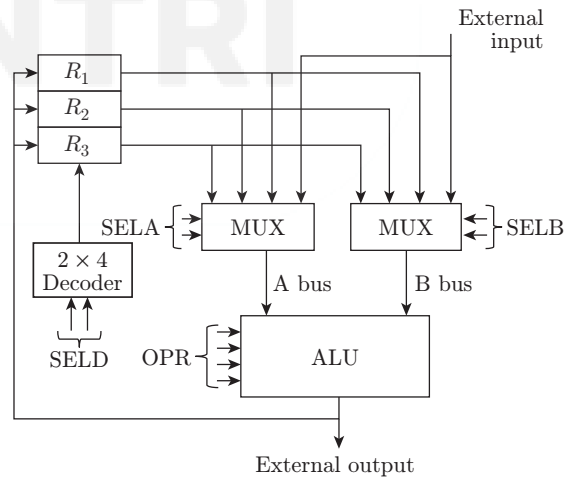 NTRI
External
input
R₁
R₂
R₃
SELA
MUX
MUX
SELB
2 × 4
Decoder
A bus
B bus
SELD
OPR
ALU
External output